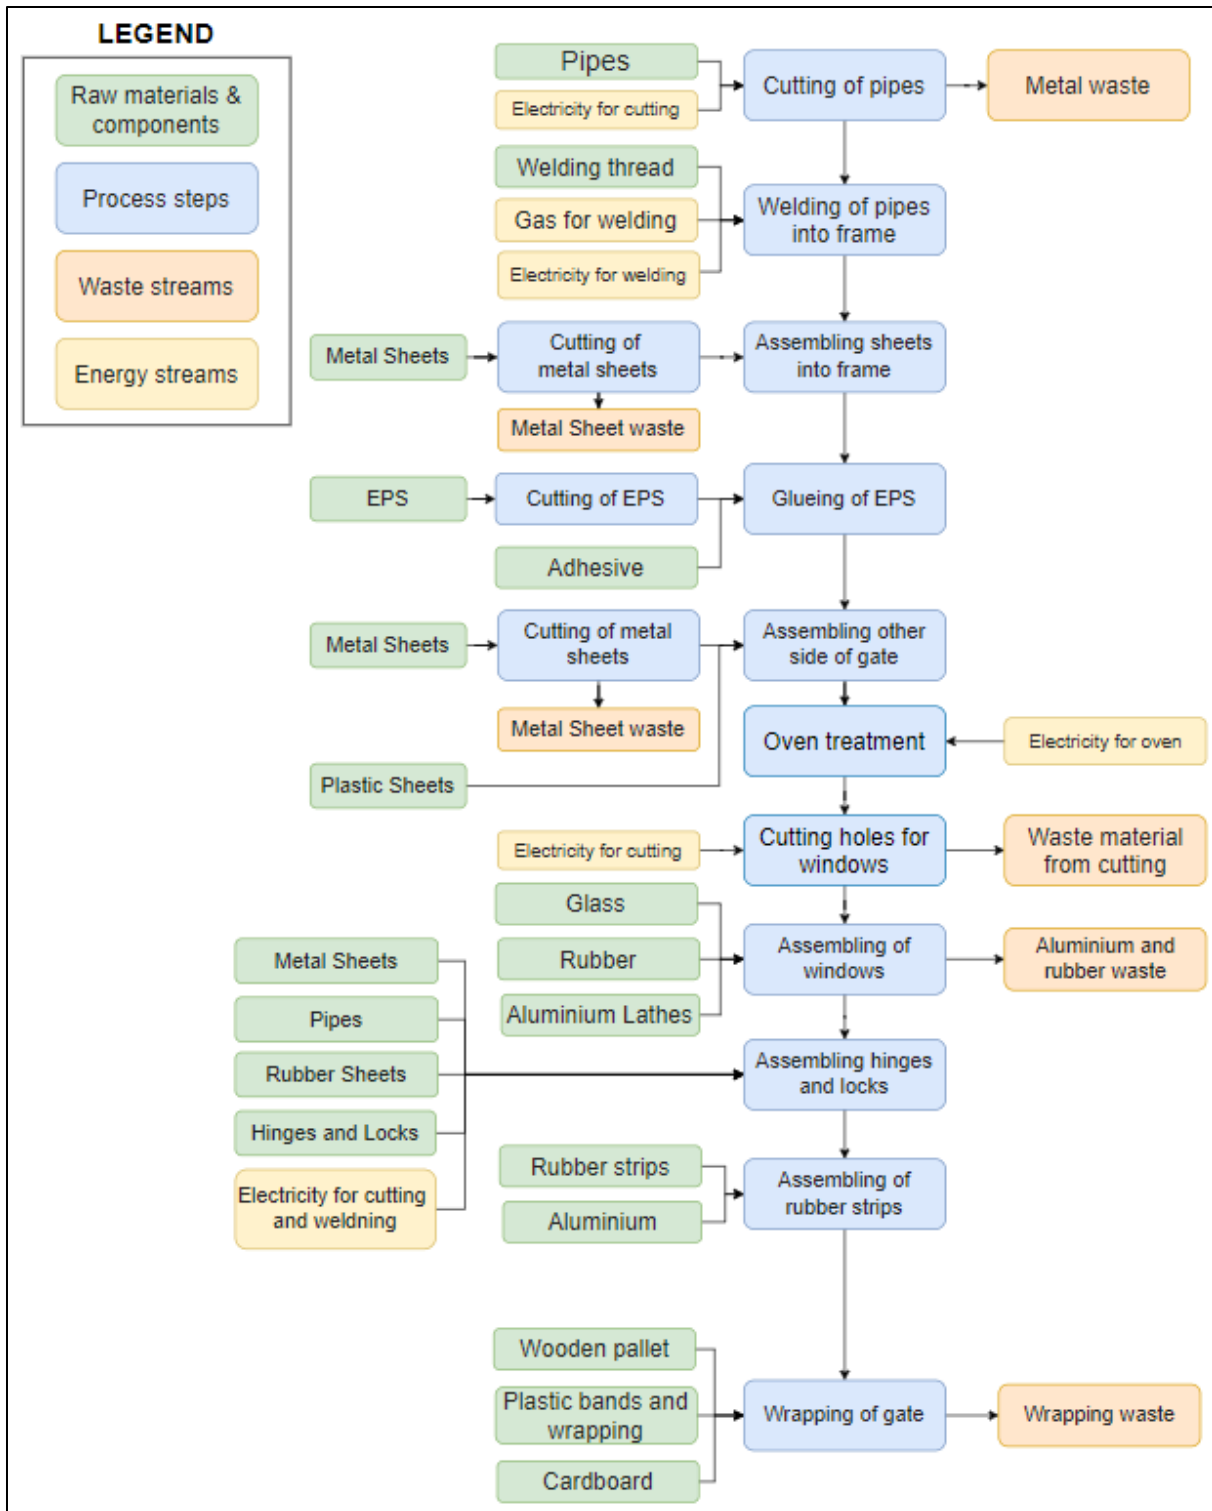 LEGEND
Raw materials &
components
Process steps
Waste streams
Energy streams
Pipes
Electricity for cutting
Cutting of pipes
Metal waste
Welding thread
Gas for welding
Electricity for welding
Welding of pipes
into frame
Metal Sheets
Cutting of
metal sheets
Assembling sheets
into frame
Metal Sheet waste
EPS
Cutting of EPS
Glueing of EPS
Adhesive
Metal Sheets
Cutting of metal
sheets
Assembling other
side of gate
Metal Sheet waste
Oven treatment
Electricity for oven
Plastic Sheets
Electricity for cutting
Cutting holes for
windows
Waste material
from cutting
Glass
Rubber
Aluminium Lathes
Assembling of
windows
Aluminium and
rubber waste
Metal Sheets
Pipes
Rubber Sheets
Hinges and Locks
Electricity for cutting
and weldning
Assembling hinges
and locks
Rubber strips
Aluminium
Assembling of
rubber strips
Wooden pallet
Plastic bands and
wrapping
Cardboard
Wrapping of gate
Wrapping waste